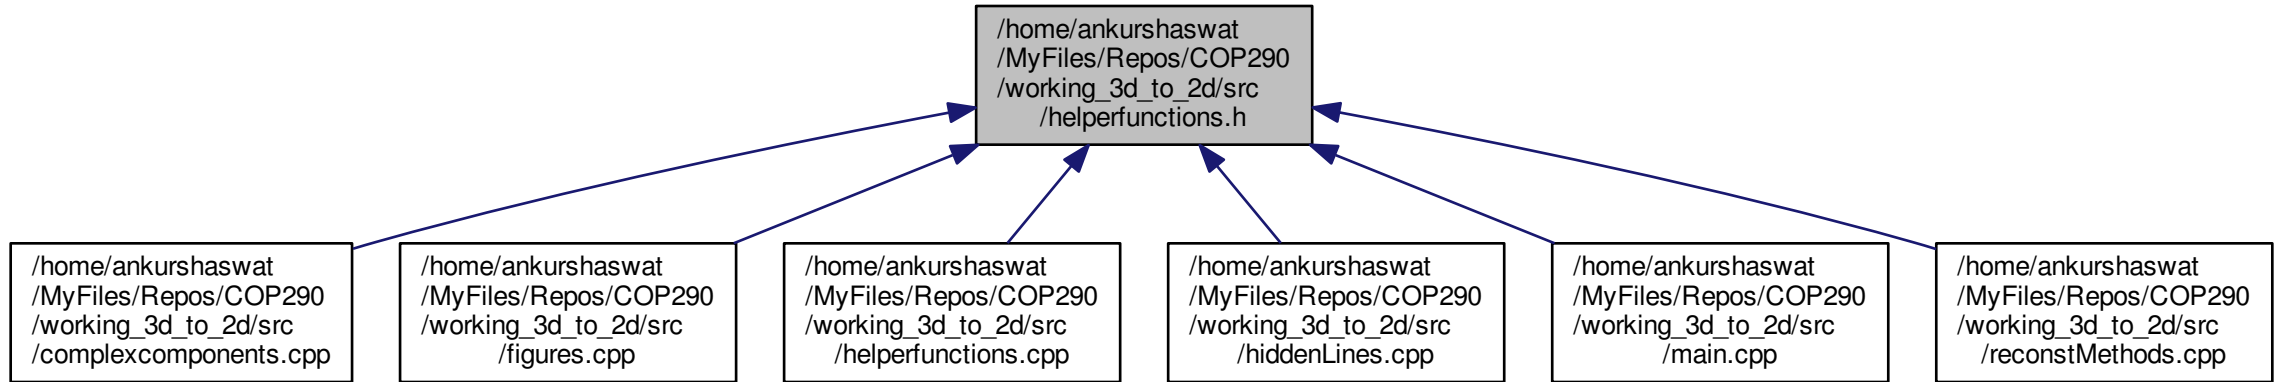 /home/ankurshaswat
/MyFiles/Repos/COP290
/working_3d_to_2d/src
/helperfunctions.h
/home/ankurshaswat
/MyFiles/Repos/COP290
/working_3d_to_2d/src
/complexcomponents.cpp
/home/ankurshaswat
/MyFiles/Repos/COP290
/working_3d_to_2d/src
/figures.cpp
/home/ankurshaswat
/MyFiles/Repos/COP290
/working_3d_to_2d/src
/helperfunctions.cpp
/home/ankurshaswat
/MyFiles/Repos/COP290
/working_3d_to_2d/src
/hiddenLines.cpp
/home/ankurshaswat
/MyFiles/Repos/COP290
/working_3d_to_2d/src
/main.cpp
/home/ankurshaswat
/MyFiles/Repos/COP290
/working_3d_to_2d/src
/reconstMethods.cpp